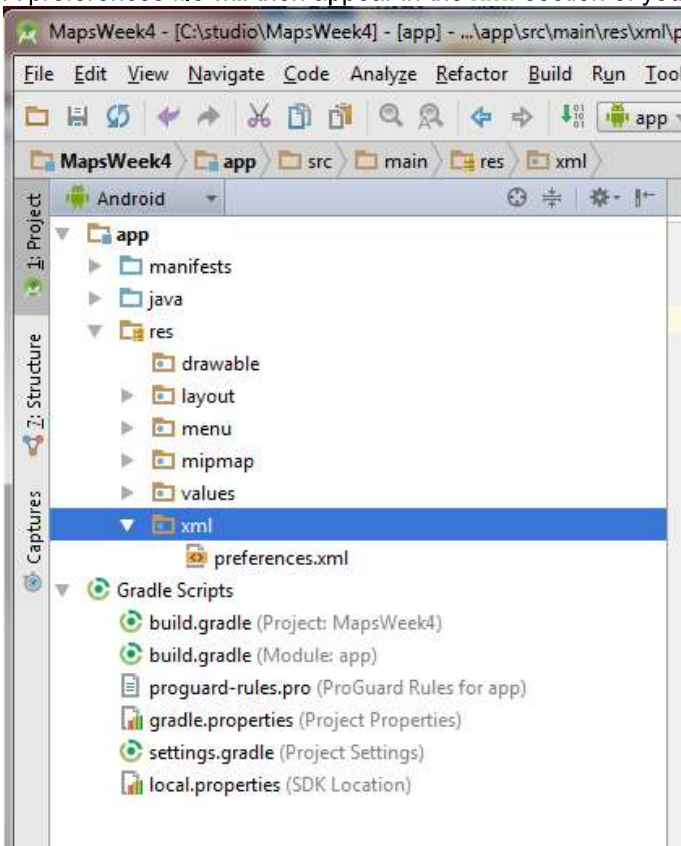 MapsWeek4 - [C:\studio\MapsWeek4] - [app] - ...\app\src\main\res\xml\p
File Edit View Navigate Code Analyze Refactor Build Run Tool
app
MapsWeek4 app src main res xml
Android
1: Project
app
manifests
java
res
drawable
layout
menu
mipmap
values
xml
preferences.xml
7: Structure
Captures
Gradle Scripts
build.gradle (Project: MapsWeek4)
build.gradle (Module: app)
proguard-rules.pro (ProGuard Rules for app)
gradle.properties (Project Properties)
settings.gradle (Project Settings)
local.properties (SDK Location)